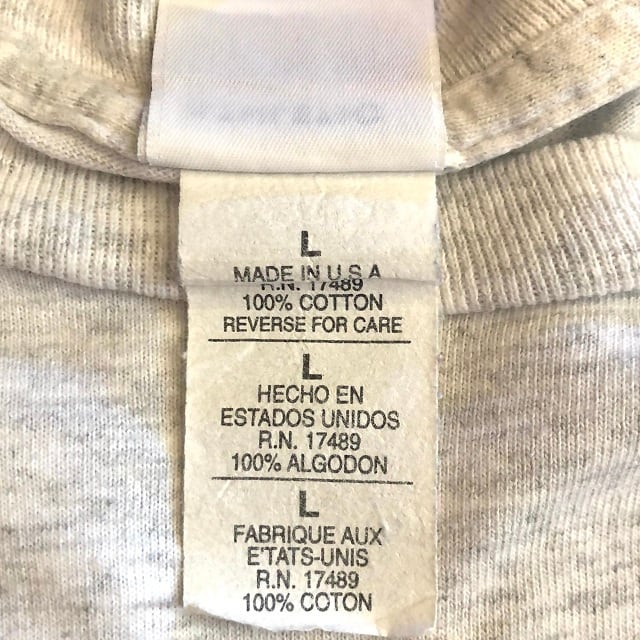 L
MADE IN U.S.A
R.N. 17489
100% COTTON
REVERSE FOR CARE
L
HECHO EN
ESTADOS UNIDOS
R.N. 17489
100% ALGODON
L
FABRIQUE AUX
E'TATS-UNIS
R.N. 17489
100% COTON